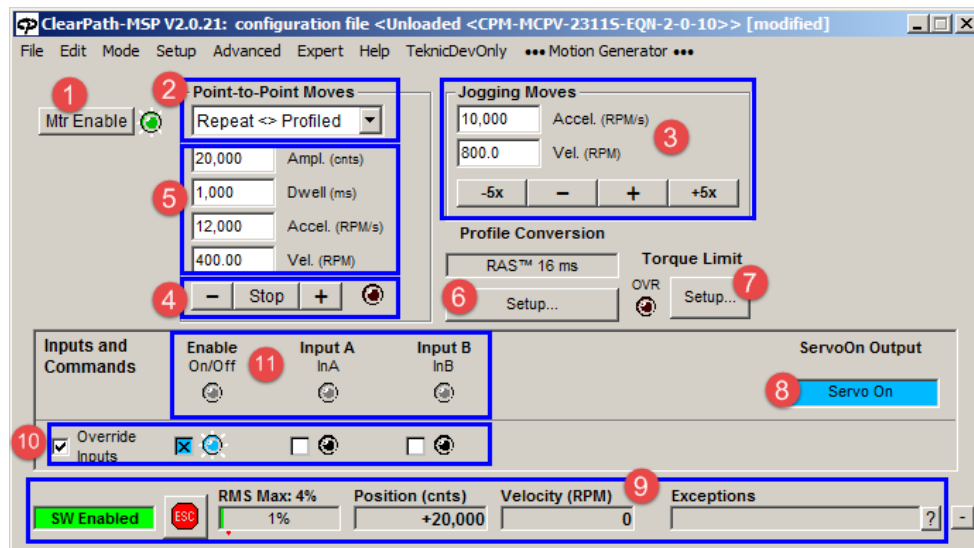 ClearPath-MSP V2.0.21: configuration file <Unloaded <CPM-MCPV-2311S-EQN-2-0-10>> [modified]
File Edit Mode Setup Advanced Expert Help TeknicDevOnly ••• Motion Generator •••
1
Mtr Enable
2
Point-to-Point Moves
Repeat <> Profiled
5
20,000 Ampl. (cnts)
1,000 Dwell (ms)
12,000 Accel. (RPM/s)
400.00 Vel. (RPM)
4
− Stop +
Jogging Moves
10,000 Accel. (RPM/s)
3
800.0 Vel. (RPM)
-5x − + +5x
Profile Conversion
RAS™ 16 ms
6
Setup...
Torque Limit
OVR
Setup...
7
Inputs and
Commands
Enable
On/Off
11
Input A
InA
Input B
InB
ServoOn Output
8
Servo On
10
Override
Inputs
SW Enabled
ESC
RMS Max: 4%
1%
Position (cnts)
+20,000
Velocity (RPM)
0
9
Exceptions
?
-